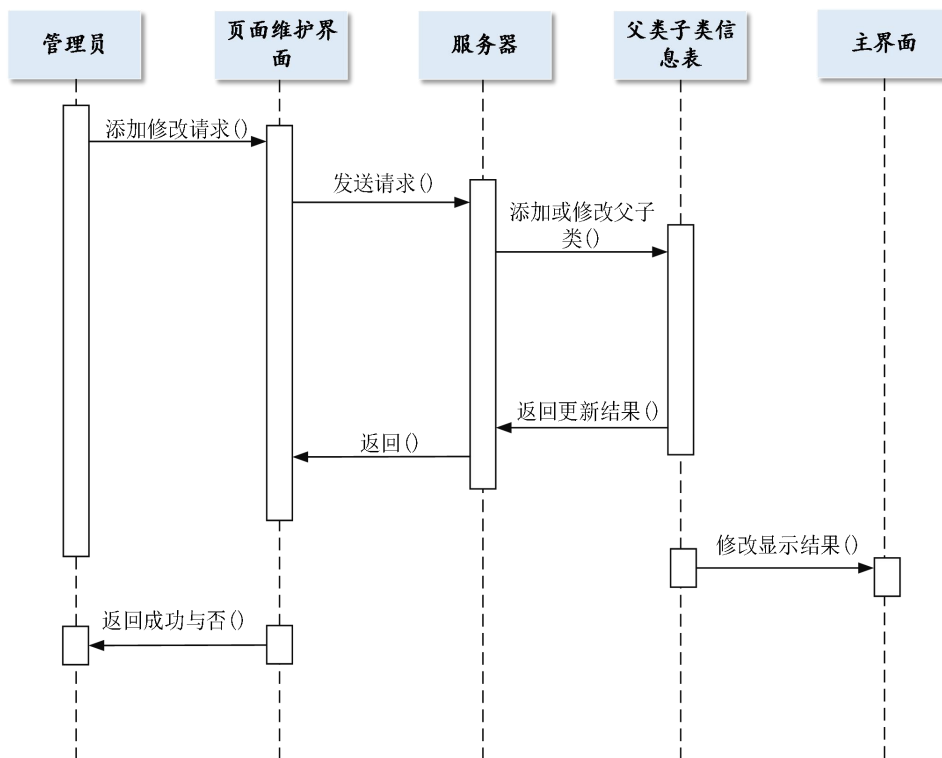 管理员
页面维护界
面
服务器
父类子类信
息表
主界面
添加修改请求()
发送请求()
添加或修改父子
类()
返回更新结果()
返回()
修改显示结果()
返回成功与否()